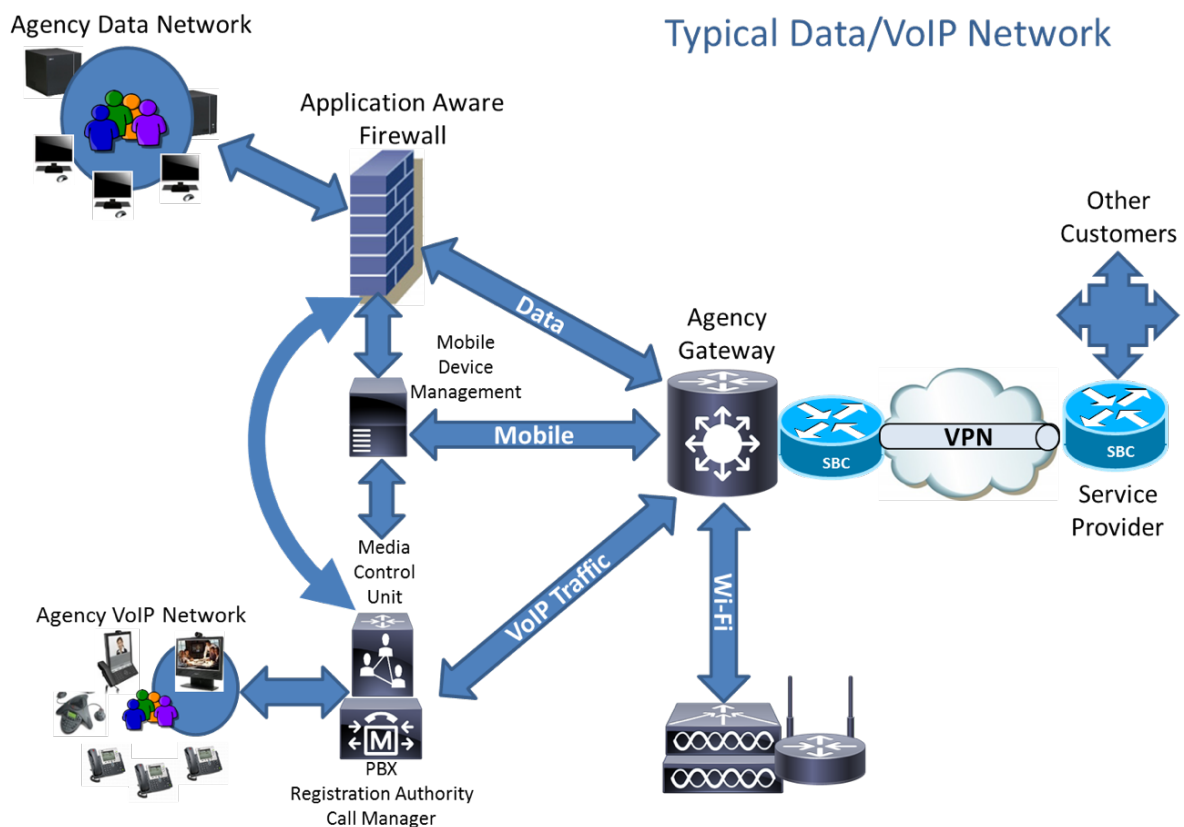 Agency Data Network
Typical Data/VoIP Network
Application Aware
Firewall
Other
Customers
Data
Agency
Gateway
Mobile
Device
Management
Mobile
SBC
VPN
SBC
Service
Provider
Media
Control
Unit
VoIP Traffic
Wi-Fi
Agency VoIP Network
M
PBX
Registration Authority
Call Manager